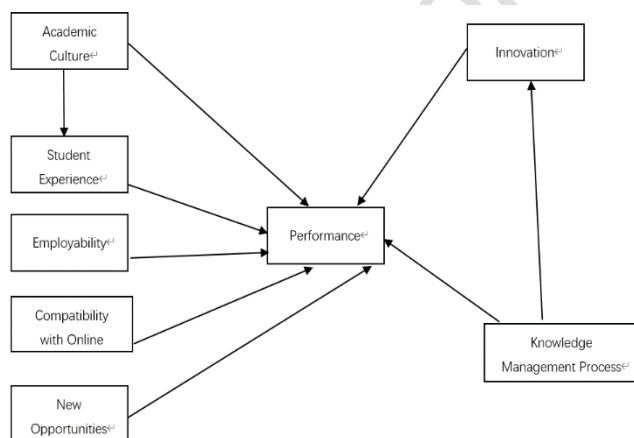 Academic
Culture
Innovation
Student
Experience
Employability
Performance
Compatibility
with Online
Knowledge
Management Process
New
Opportunities